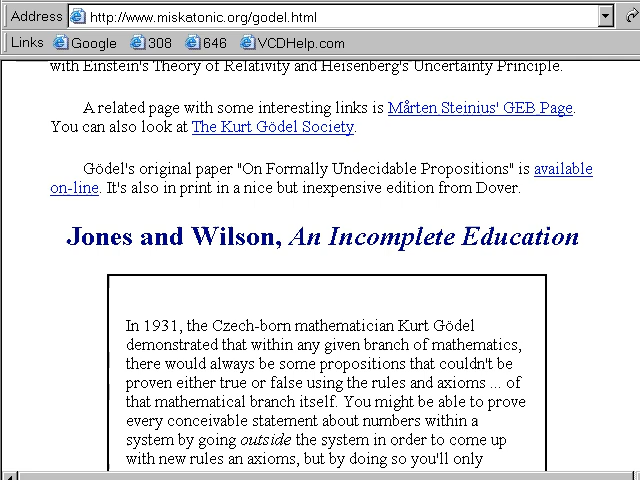 Address http://www.miskatonic.org/godel.html
Links Google 308 646 VCDHelp.com
with Einstein's Theory of Relativity and Heisenberg's Uncertainty Principle.
A related page with some interesting links is Mårten Steinius' GEB Page.
You can also look at The Kurt Gödel Society.
Gödel's original paper "On Formally Undecidable Propositions" is available
on-line. It's also in print in a nice but inexpensive edition from Dover.
Jones and Wilson, An Incomplete Education
In 1931, the Czech-born mathematician Kurt Gödel
demonstrated that within any given branch of mathematics,
there would always be some propositions that couldn't be
proven either true or false using the rules and axioms ... of
that mathematical branch itself. You might be able to prove
every conceivable statement about numbers within a
system by going outside the system in order to come up
with new rules an axioms, but by doing so you'll only